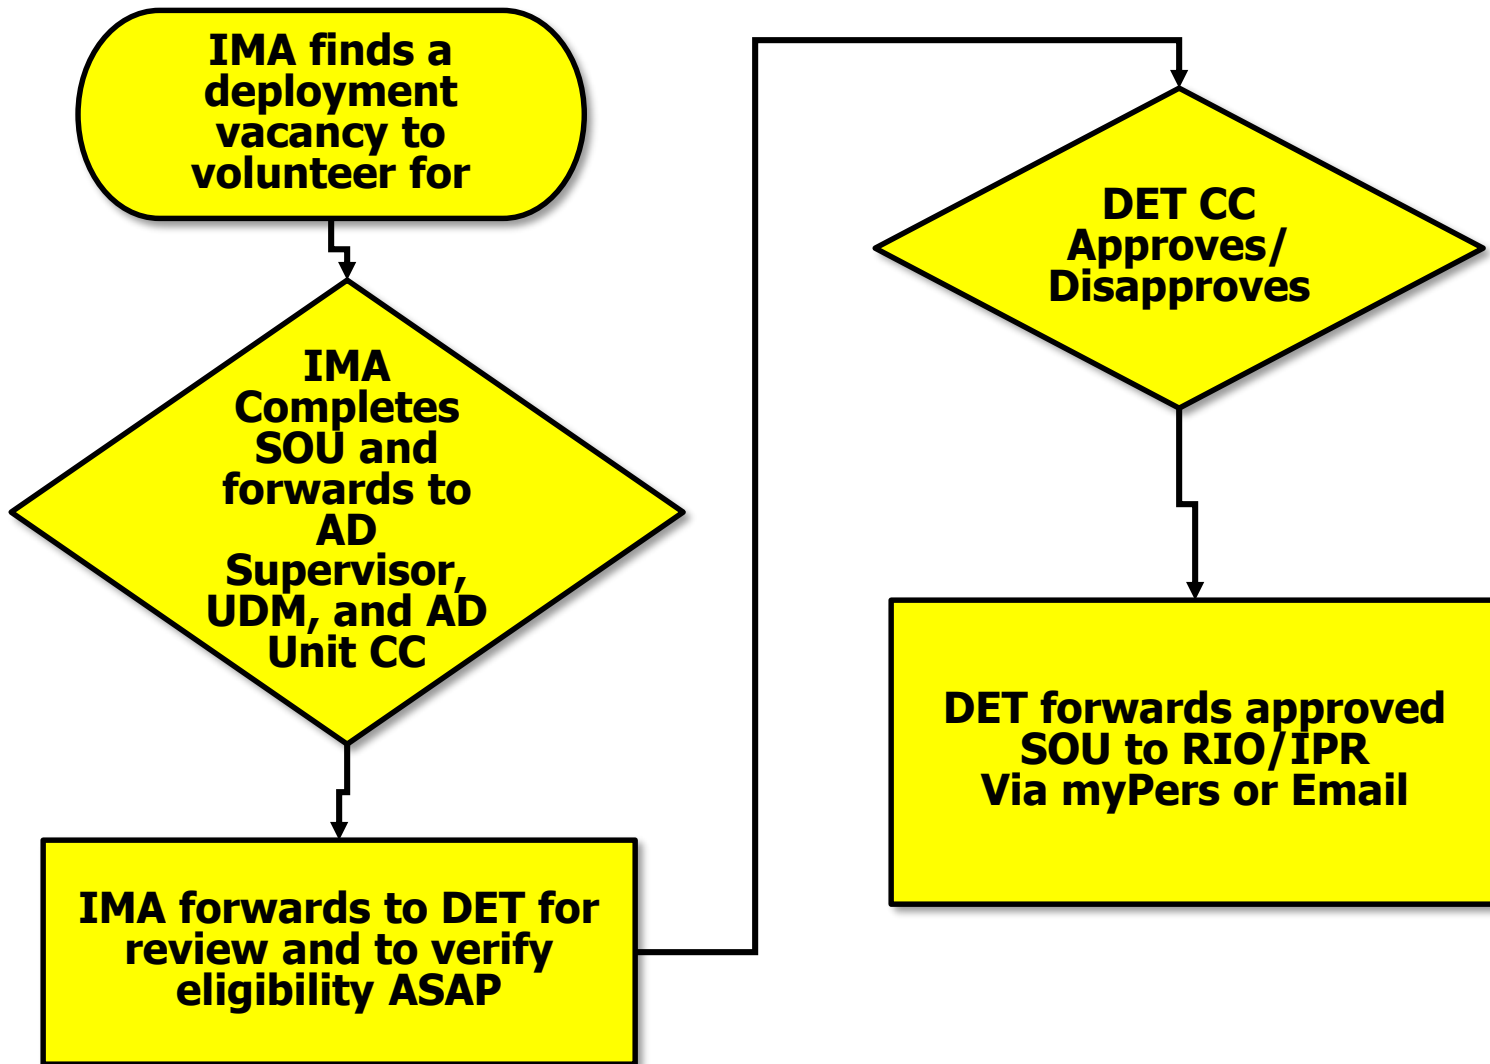 IMA finds a
deployment
vacancy to
volunteer for
IMA
Completes
SOU and
forwards to
AD
Supervisor,
UDM, and AD
Unit CC
IMA forwards to DET for
review and to verify
eligibility ASAP
DET CC
Approves/
Disapproves
DET forwards approved
SOU to RIO/IPR
Via myPers or Email